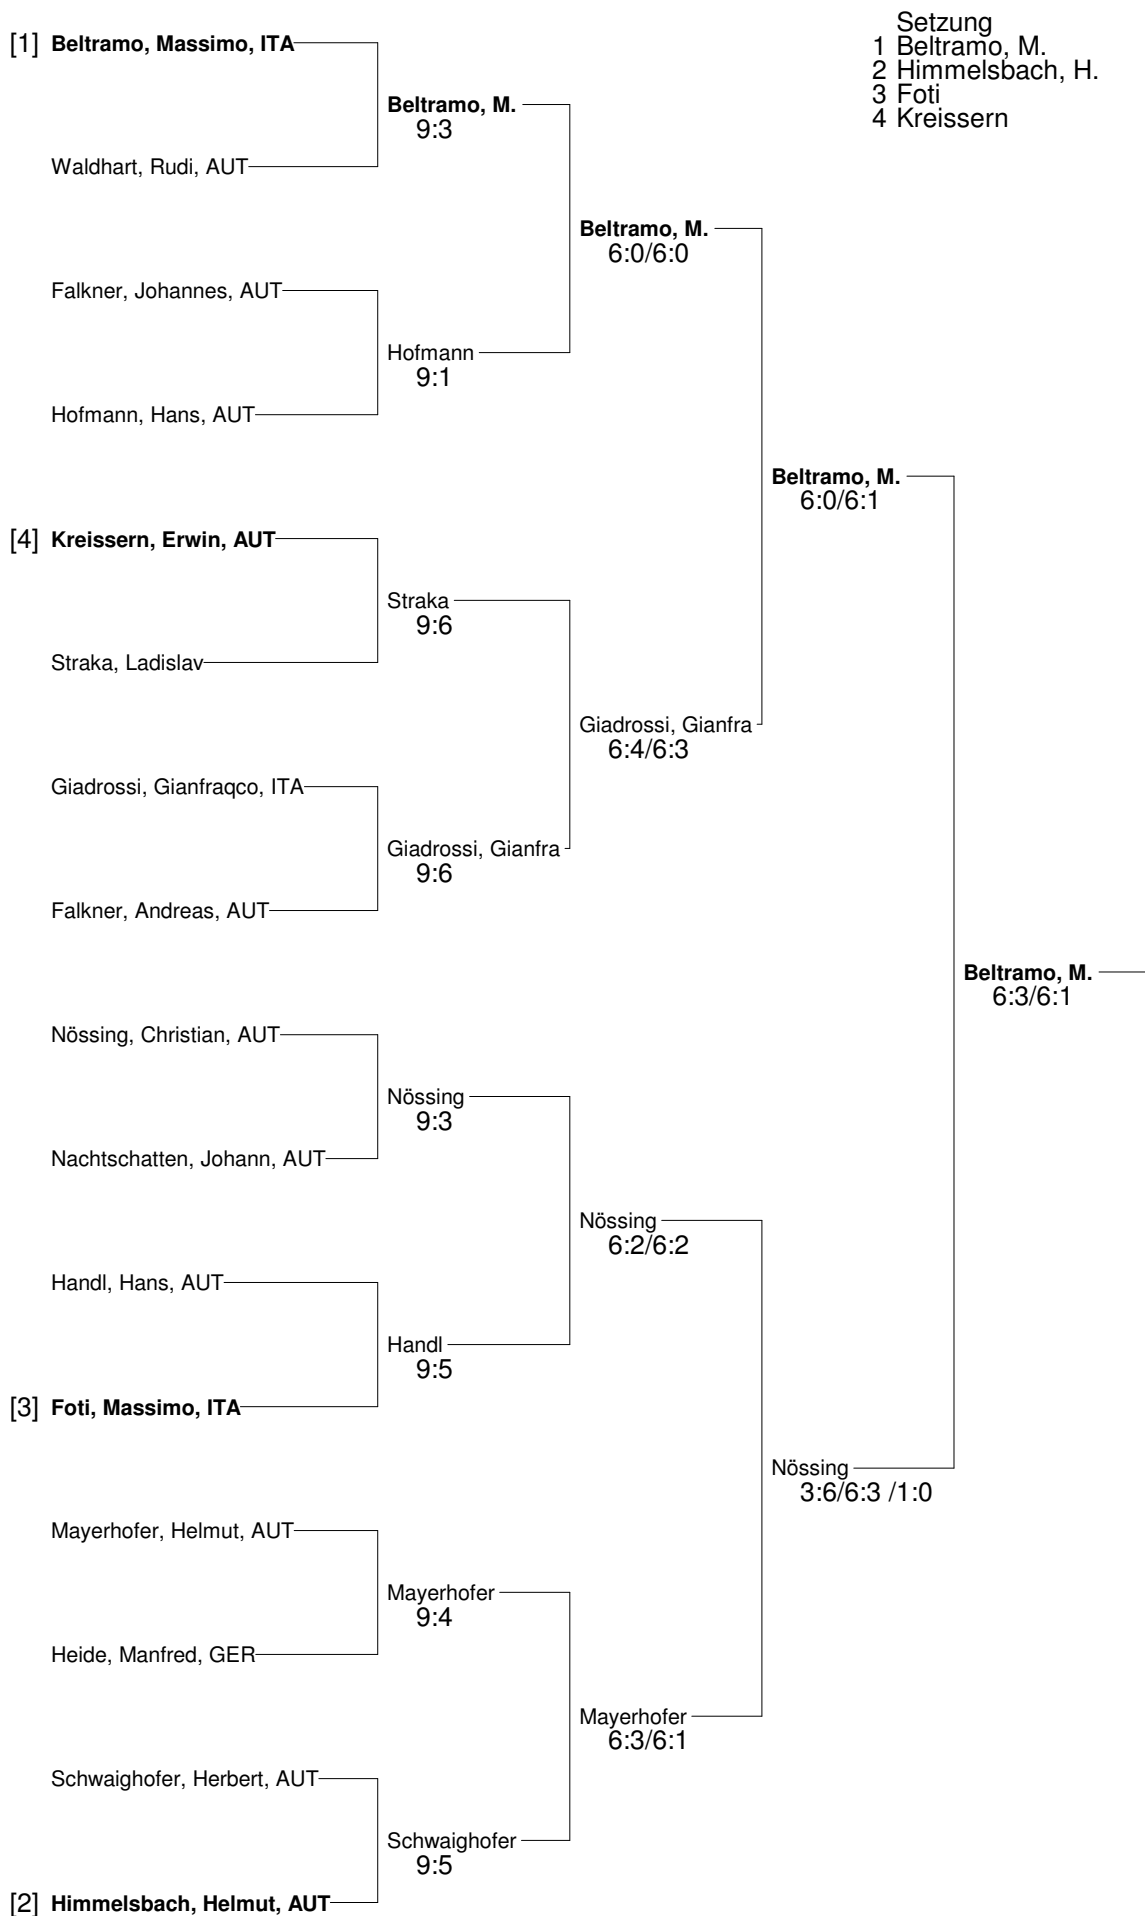 Setzung
1 Beltramo, M.
2 Himmelsbach, H.
3 Foti
4 Kreissern
[1] Beltramo, Massimo, ITA
Beltramo, M.
9:3
Waldhart, Rudi, AUT
Beltramo, M.
6:0/6:0
Falkner, Johannes, AUT
Hofmann
9:1
Hofmann, Hans, AUT
Beltramo, M.
6:0/6:1
[4] Kreissern, Erwin, AUT
Straka
9:6
Straka, Ladislav
Giadrossi, Gianfra
6:4/6:3
Giadrossi, Gianfraqco, ITA
Giadrossi, Gianfra
9:6
Falkner, Andreas, AUT
Beltramo, M.
6:3/6:1
Nössing, Christian, AUT
Nössing
9:3
Nachtschatten, Johann, AUT
Nössing
6:2/6:2
Handl, Hans, AUT
Handl
9:5
[3] Foti, Massimo, ITA
Nössing
3:6/6:3 /1:0
Mayerhofer, Helmut, AUT
Mayerhofer
9:4
Heide, Manfred, GER
Mayerhofer
6:3/6:1
Schwaighofer, Herbert, AUT
Schwaighofer
9:5
[2] Himmelsbach, Helmut, AUT